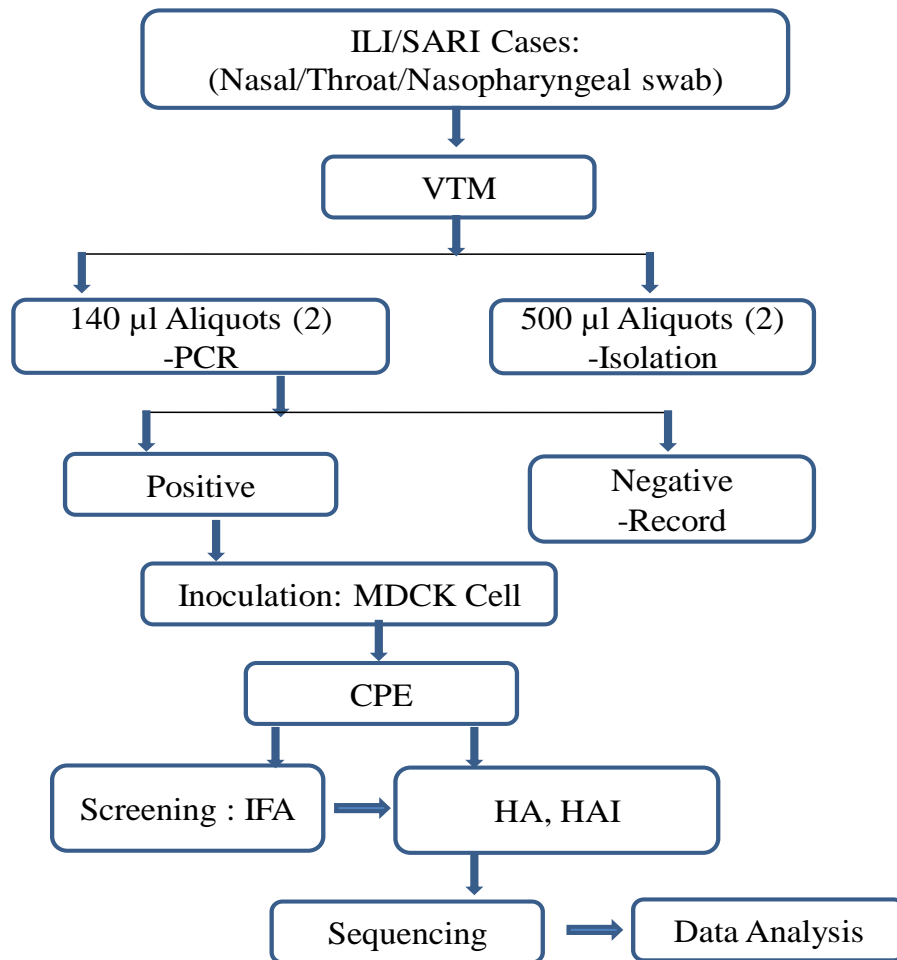 ILI/SARI Cases:
(Nasal/Throat/Nasopharyngeal swab)
VTM
140 µl Aliquots (2)
-PCR
500 µl Aliquots (2)
-Isolation
Positive
Negative
-Record
Inoculation: MDCK Cell
CPE
Screening : IFA
HA, HAI
Sequencing
Data Analysis